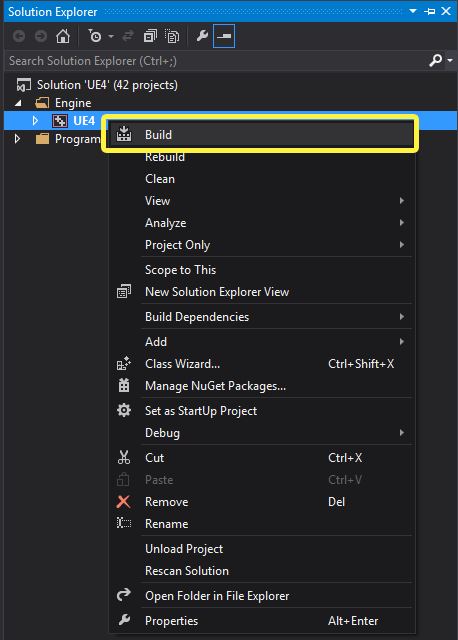 Solution Explorer
Search Solution Explorer (Ctrl+;)
Solution 'UE4' (42 projects)
Engine
UE4
Program
Build
Rebuild
Clean
View
Analyze
Project Only
Scope to This
New Solution Explorer View
Build Dependencies
Add
Class Wizard... Ctrl+Shift+X
Manage NuGet Packages...
Set as StartUp Project
Debug
Cut Ctrl+X
Paste Ctrl+V
Remove Del
Rename
Unload Project
Rescan Solution
Open Folder in File Explorer
Properties Alt+Enter